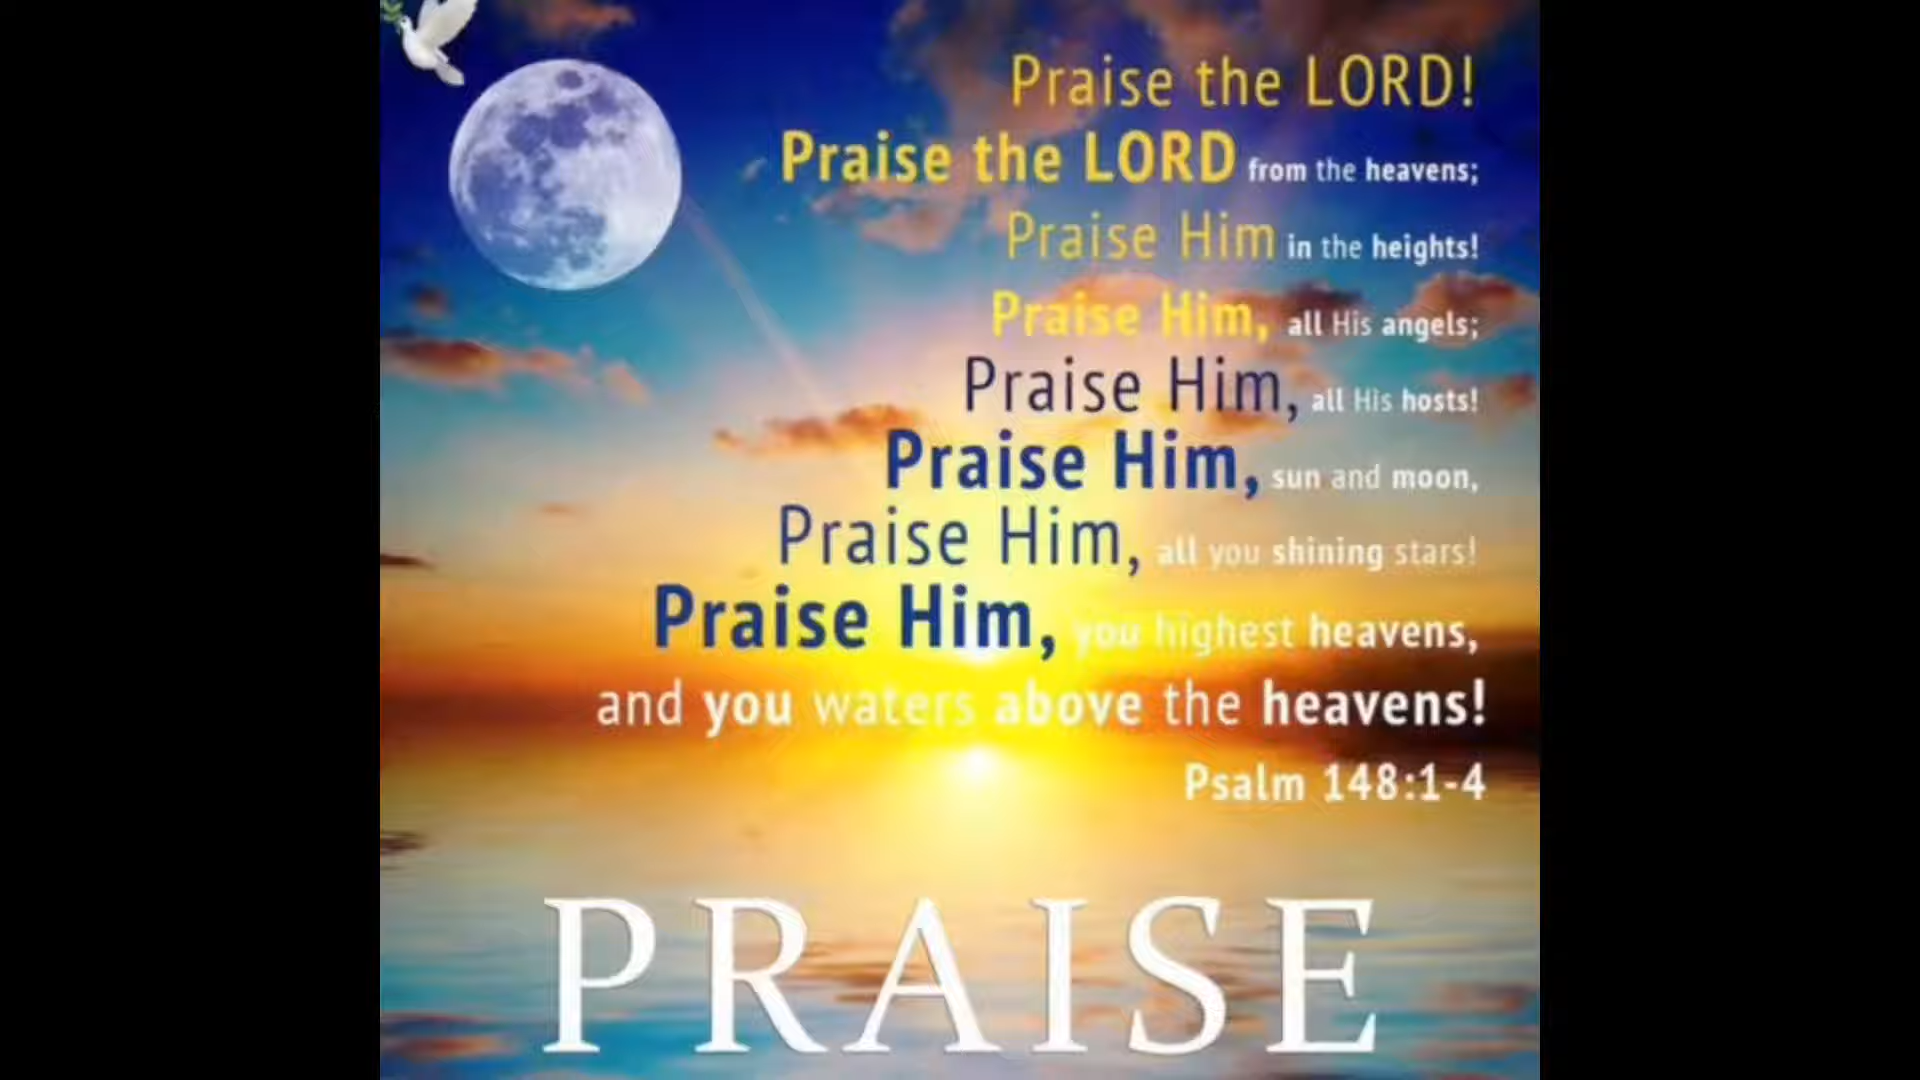 Praise the LORD!
Praise the LORD from the heavens;
Praise Him in the heights!
Praise Him, all His angels;
Praise Him, all His hosts!
Praise Him, sun and moon,
Praise Him, all you shining stars!
Praise Him, you highest heavens,
and you waters above the heavens!
Psalm 148:1-4
PRAISE